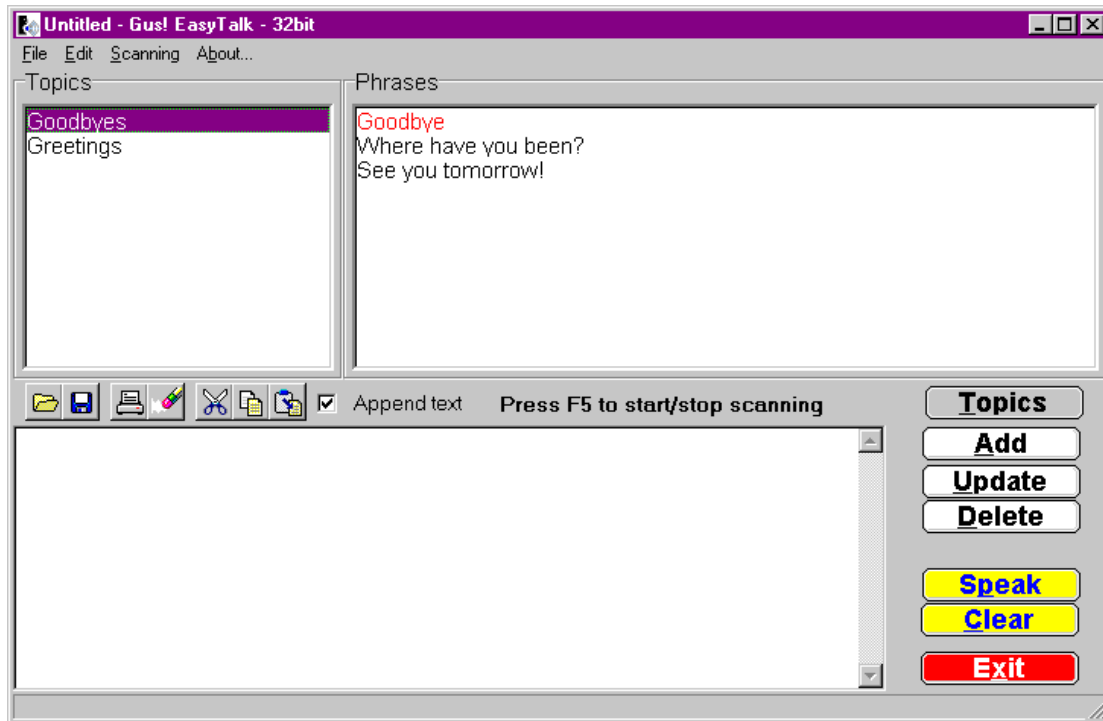 Untitled - Gus! EasyTalk - 32bit
File Edit Scanning About...
Topics
Phrases
Goodbyes
Greetings
Goodbye
Where have you been?
See you tomorrow!
Append text
Press F5 to start/stop scanning
Topics
Add
Update
Delete
Speak
Clear
Exit